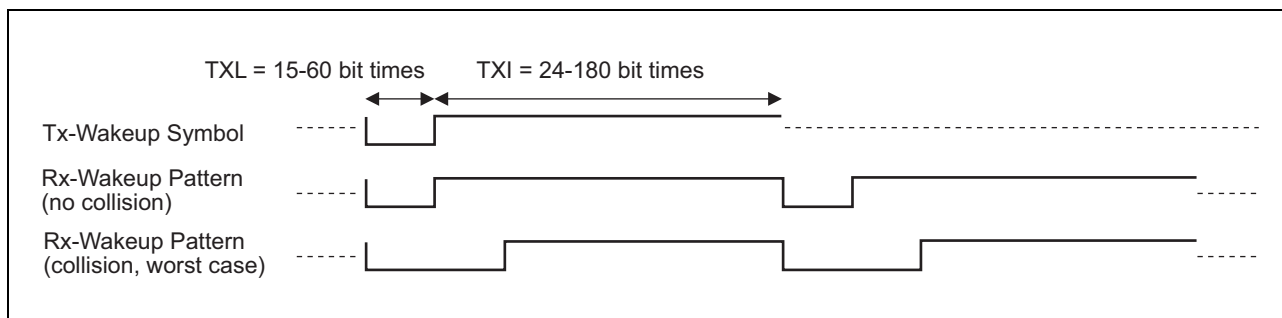 TXL = 15-60 bit times
TXI = 24-180 bit times
Tx-Wakeup Symbol
Rx-Wakeup Pattern
(no collision)
Rx-Wakeup Pattern
(collision, worst case)